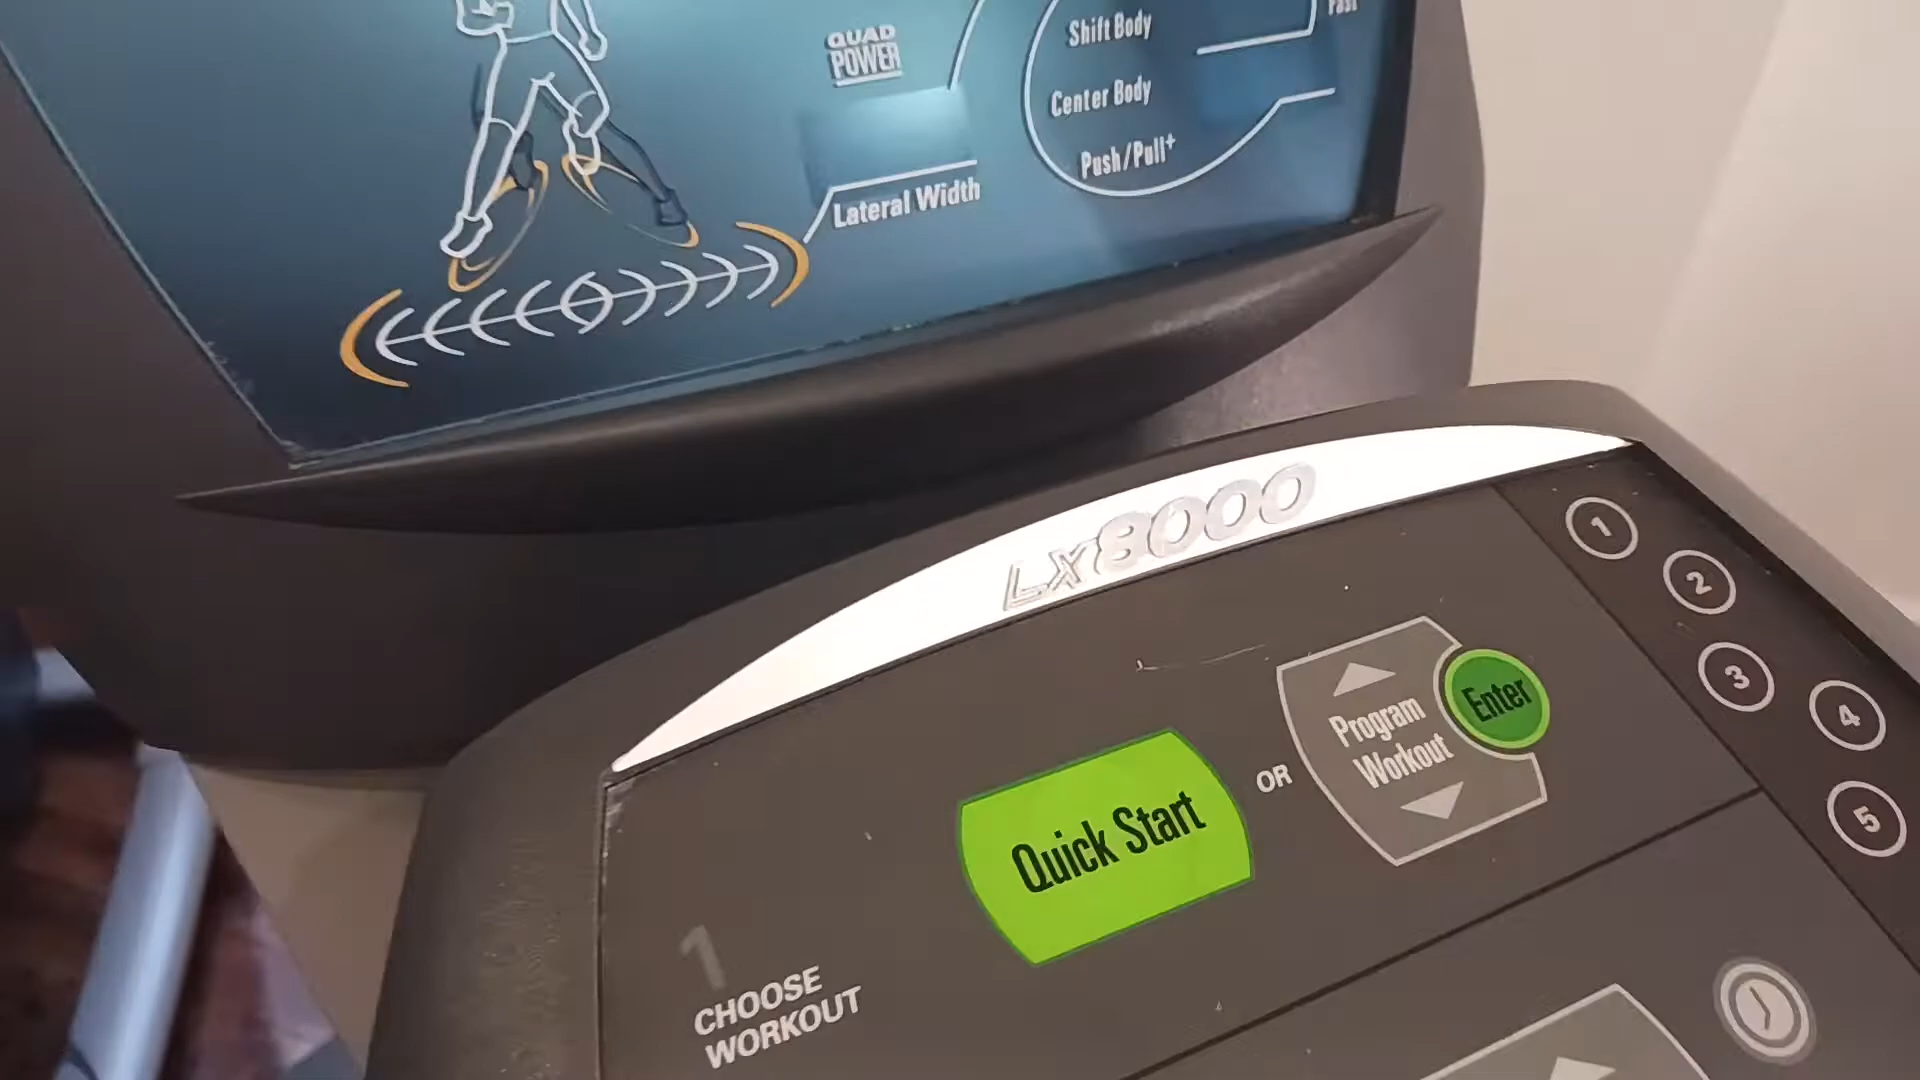 QUAD
POWER
Lateral Width
Shift Body
Center Body
Push/Pull+
Fast
Lx8000
1
2
3
4
5
Quick Start
OR
Program
Workout
Enter
1
CHOOSE
WORKOUT